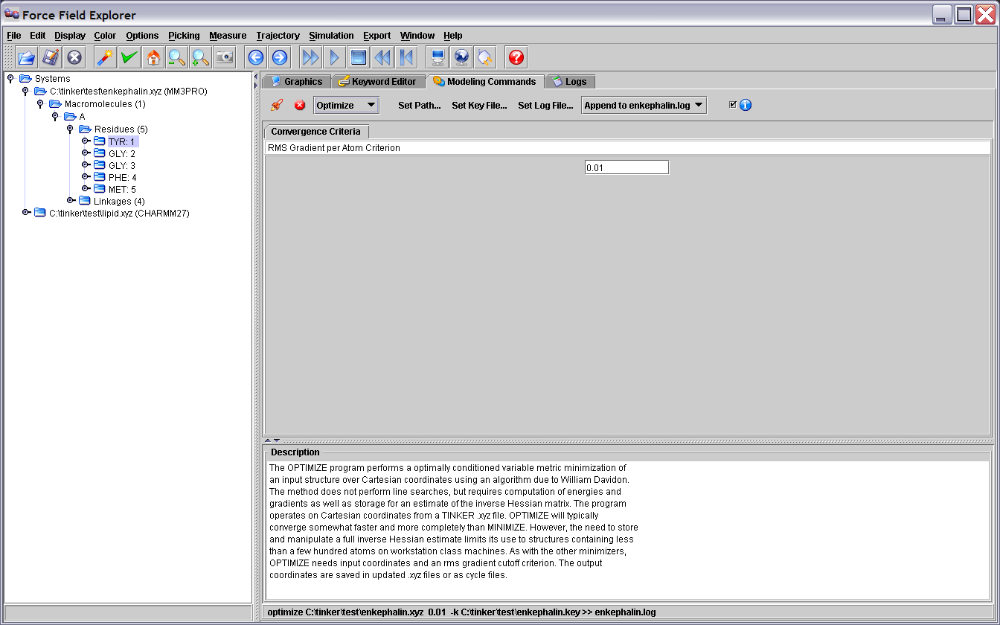 Force Field Explorer
File Edit Display Color Options Picking Measure Trajectory Simulation Export Window Help
Systems
C:\tinker\test\enkephalin.xyz (MM3PRO)
Macromolecules (1)
A
Residues (5)
TYR: 1
GLY: 2
GLY: 3
PHE: 4
MET: 5
Linkages (4)
C:\tinker\test\lipid.xyz (CHARMM27)
Graphics Keyword Editor Modeling Commands Logs
Optimize Set Path... Set Key File... Set Log File... Append to enkephalin.log
Convergence Criteria
RMS Gradient per Atom Criterion
0.01
Description
The OPTIMIZE program performs a optimally conditioned variable metric minimization of
an input structure over Cartesian coordinates using an algorithm due to William Davidon.
The method does not perform line searches, but requires computation of energies and
gradients as well as storage for an estimate of the inverse Hessian matrix. The program
operates on Cartesian coordinates from a TINKER .xyz file. OPTIMIZE will typically
converge somewhat faster and more completely than MINIMIZE. However, the need to store
and manipulate a full inverse Hessian estimate limits its use to structures containing less
than a few hundred atoms on workstation class machines. As with the other minimizers,
OPTIMIZE needs input coordinates and an rms gradient cutoff criterion. The output
coordinates are saved in updated .xyz files or as cycle files.
optimize C:\tinker\test\enkephalin.xyz 0.01 -k C:\tinker\test\enkephalin.key >> enkephalin.log